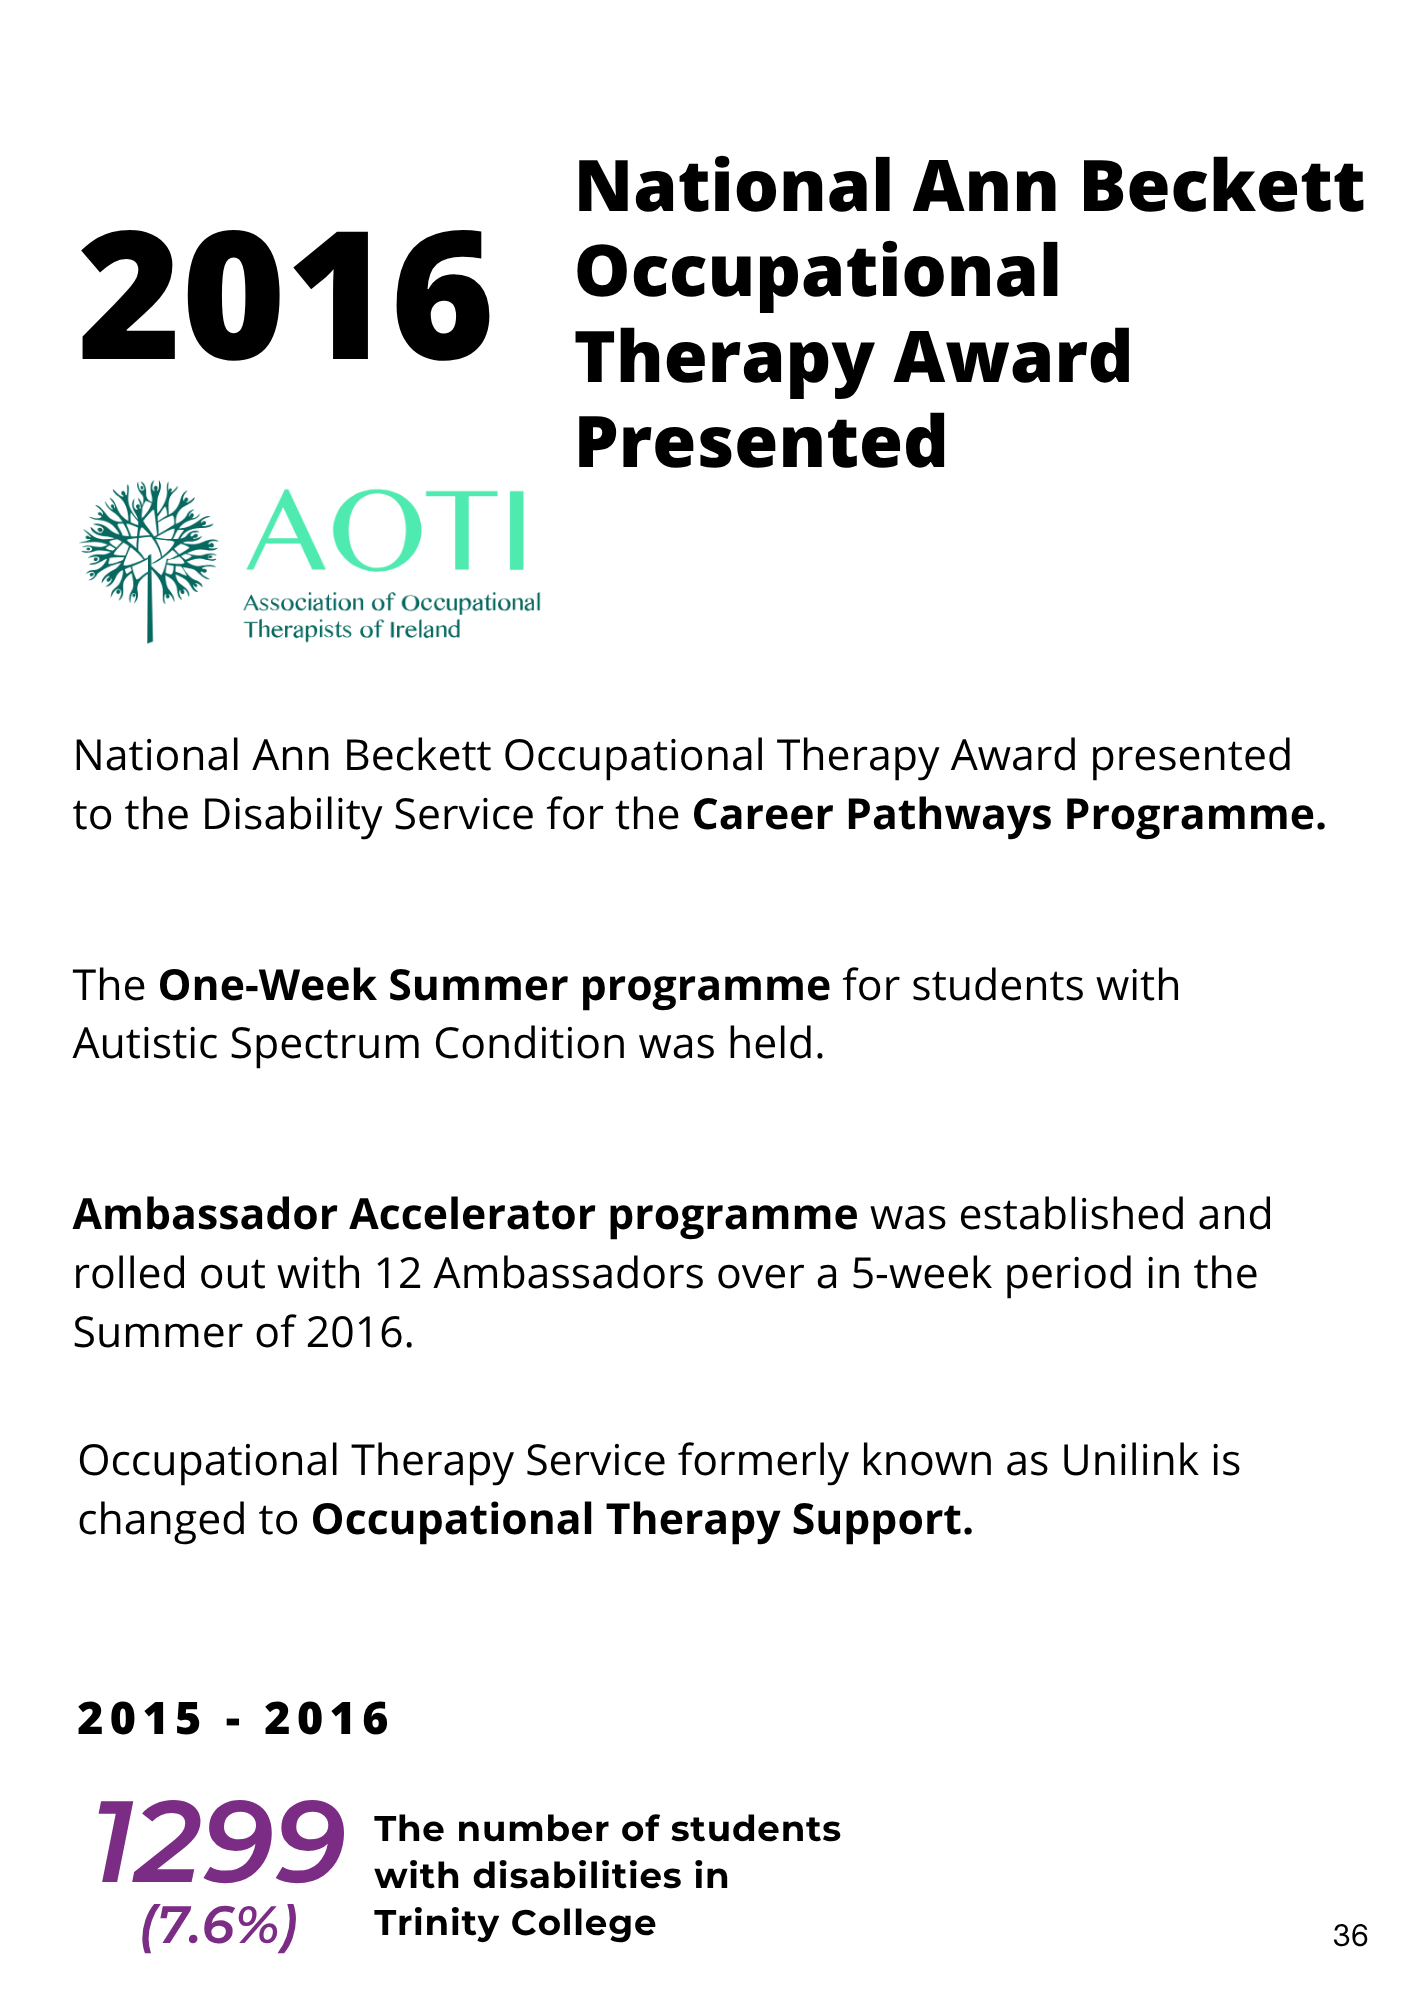 2016
National Ann Beckett
Occupational
Therapy Award
Presented
AOTI
Association of Occupational
Therapists of Ireland
National Ann Beckett Occupational Therapy Award presented
to the Disability Service for the Career Pathways Programme.
The One-Week Summer programme for students with
Autistic Spectrum Condition was held.
Ambassador Accelerator programme was established and
rolled out with 12 Ambassadors over a 5-week period in the
Summer of 2016.
Occupational Therapy Service formerly known as Unilink is
changed to Occupational Therapy Support.
2015 - 2016
1299
(7.6%)
The number of students
with disabilities in
Trinity College
36